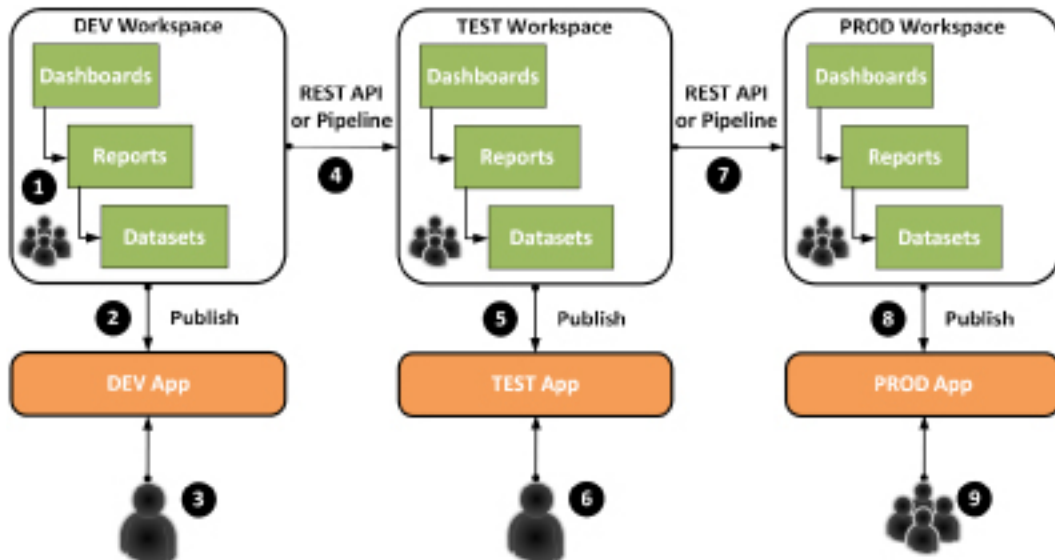 DEV Workspace
Dashboards
Reports
1
Datasets
REST API
or Pipeline
4
TEST Workspace
Dashboards
Reports
Datasets
REST API
or Pipeline
7
PROD Workspace
Dashboards
Reports
Datasets
2 Publish
5 Publish
8 Publish
DEV App
TEST App
PROD App
3
6
9